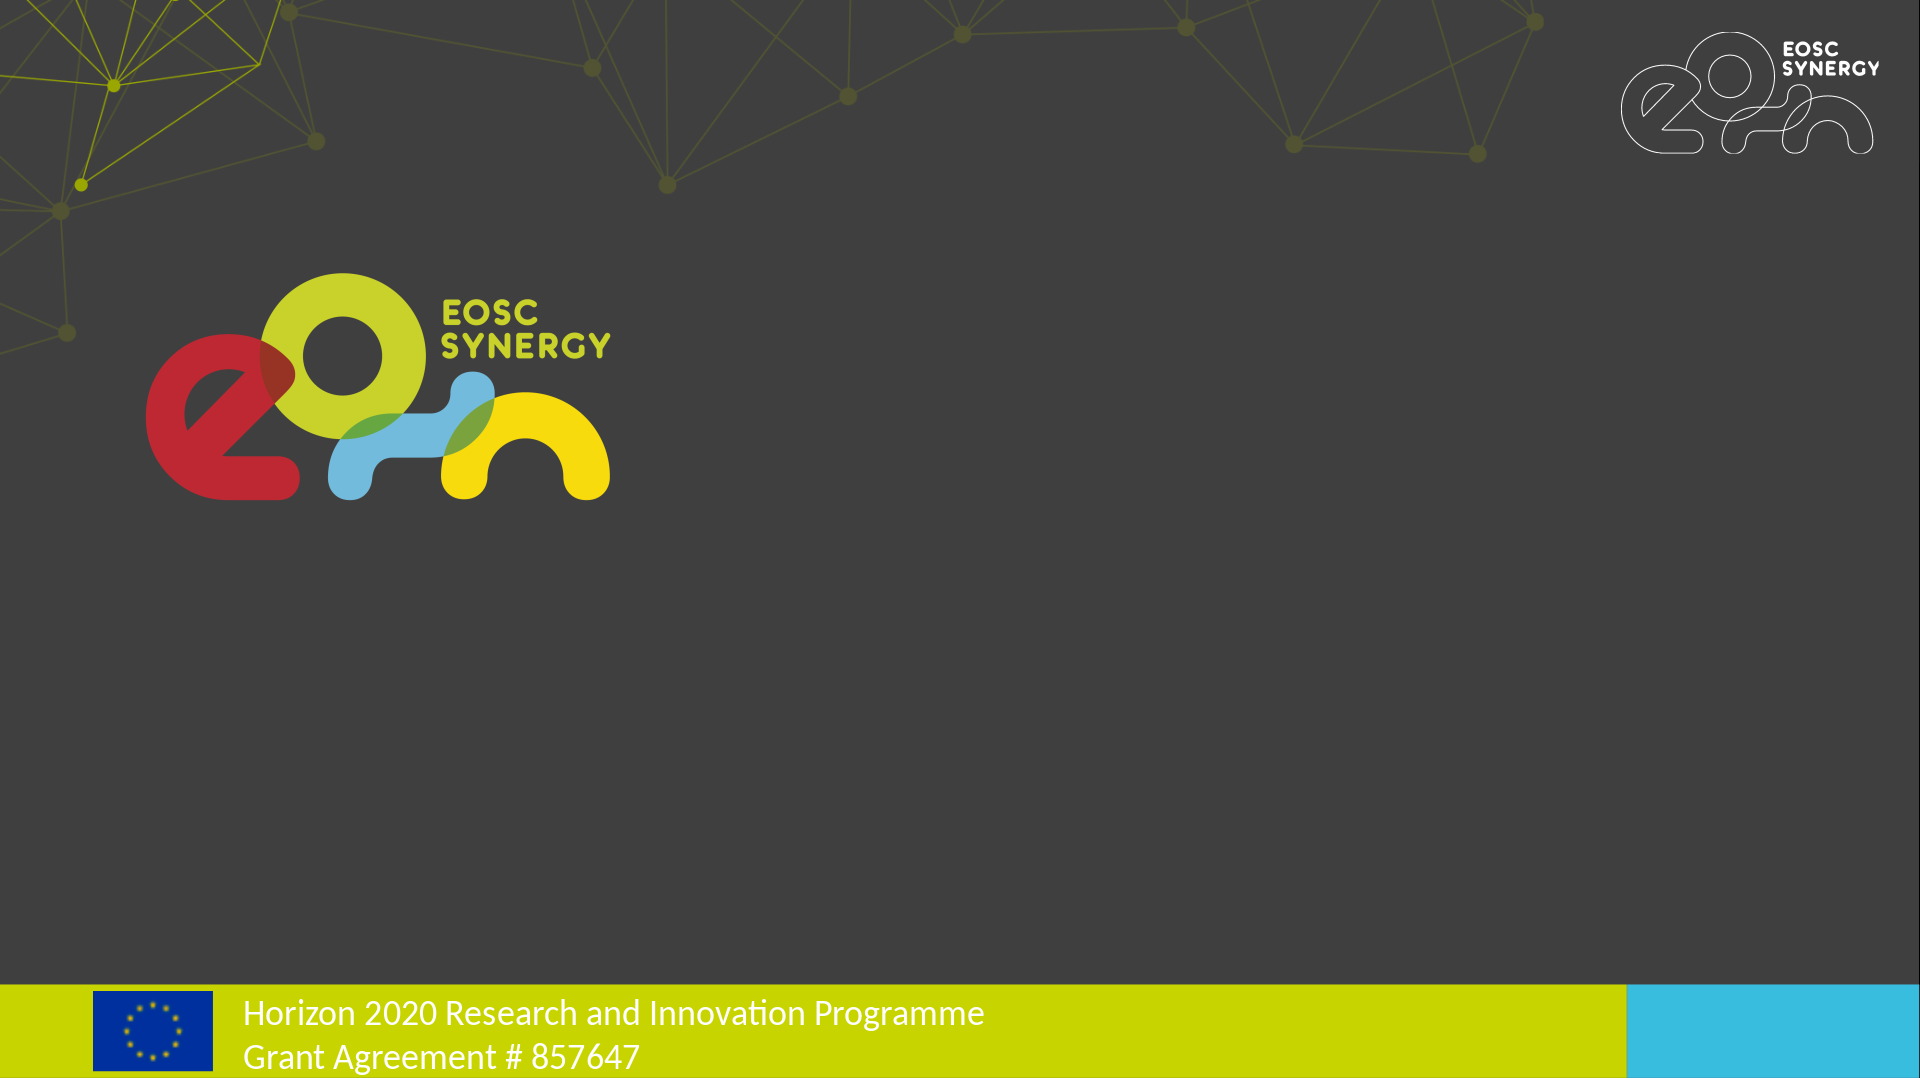 EOSC
SYNERGY
EOSC
SYNERGY
Horizon 2020 Research and Innovation Programme
Grant Agreement # 857647